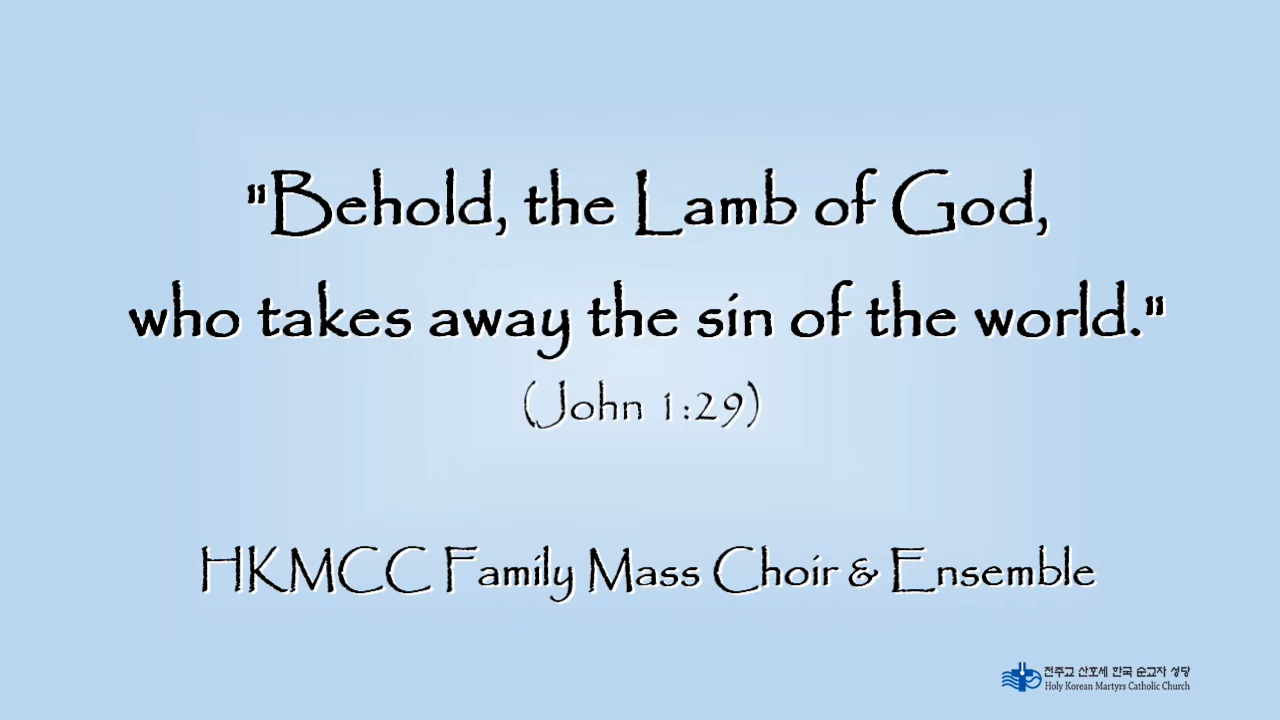 "Behold, the Lamb of God,
who takes away the sin of the world."
(John 1:29)
HKMCC Family Mass Choir & Ensemble
천주교 산호세 한국 순교자 성당
Holy Korean Martyrs Catholic Church